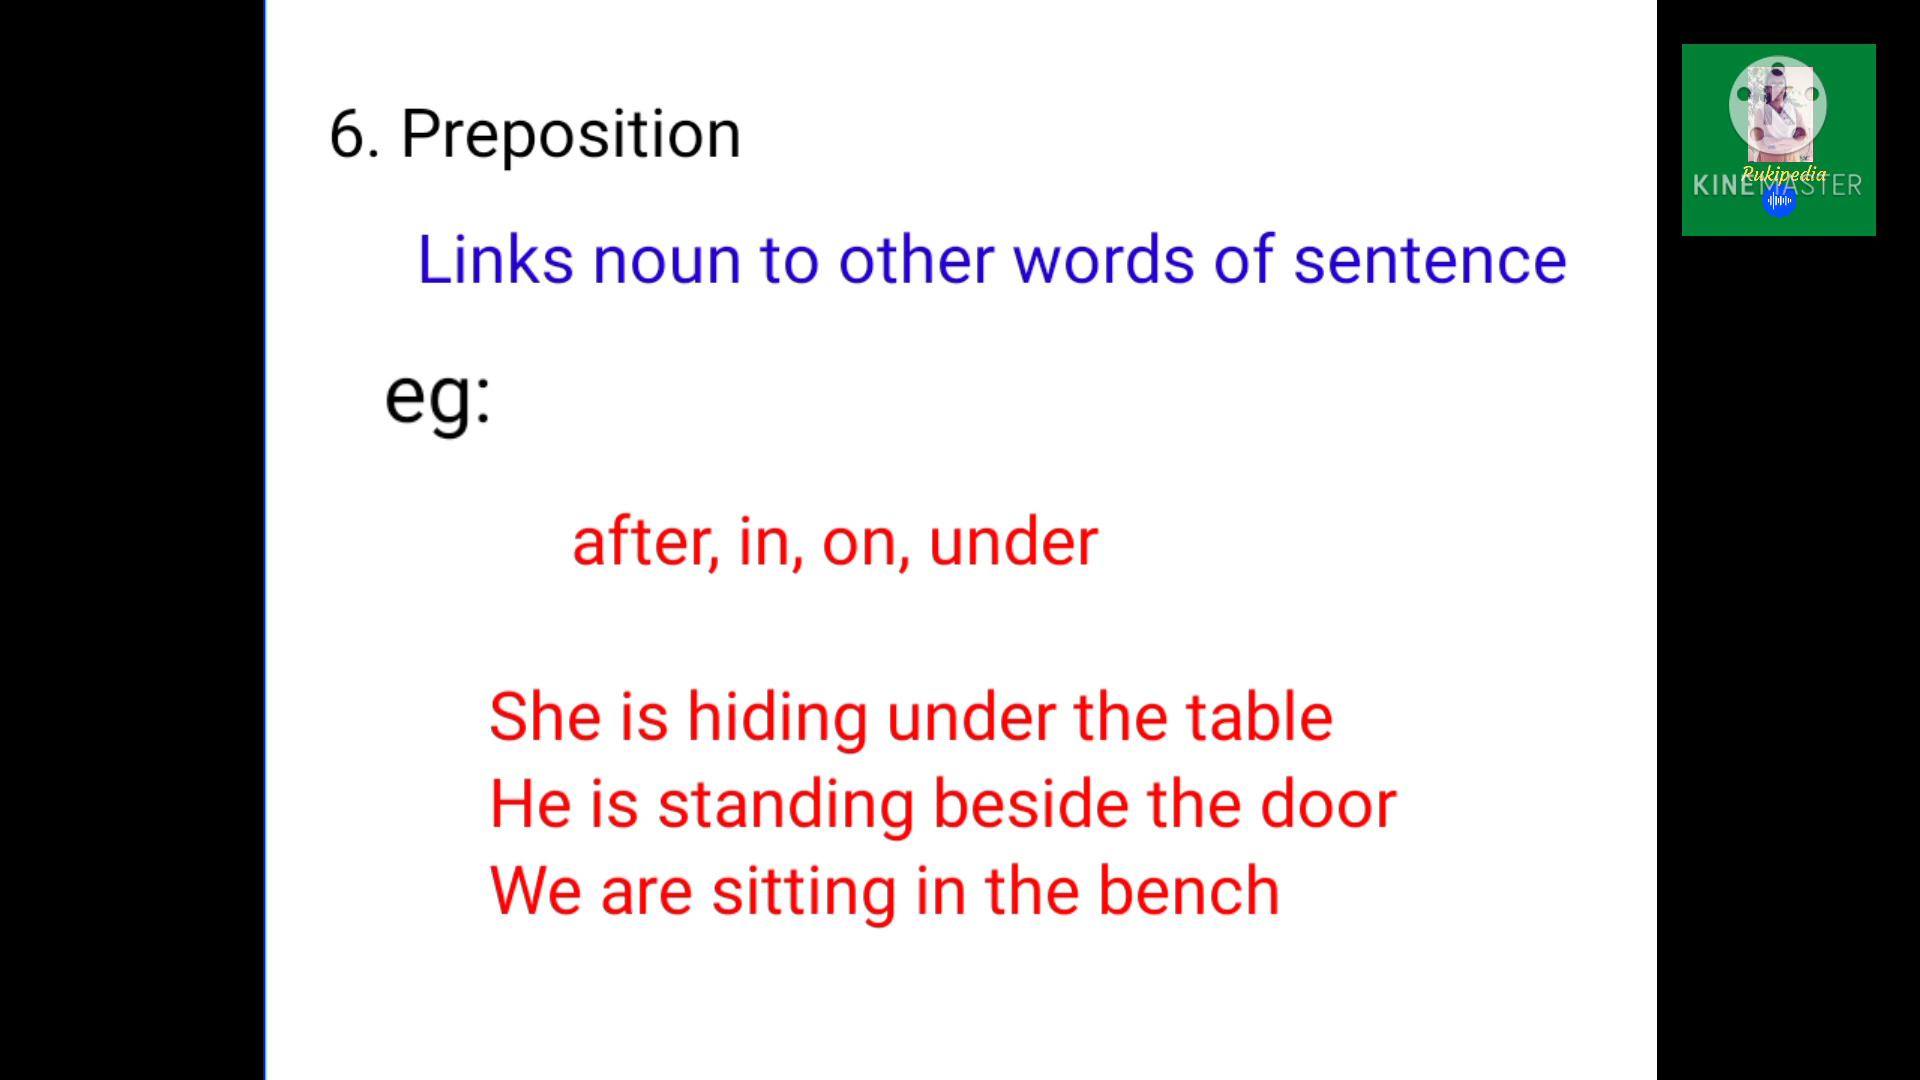 6. Preposition
Links noun to other words of sentence
eg:
after, in, on, under
She is hiding under the table
He is standing beside the door
We are sitting in the bench
Rukipedia
KINEMASTER